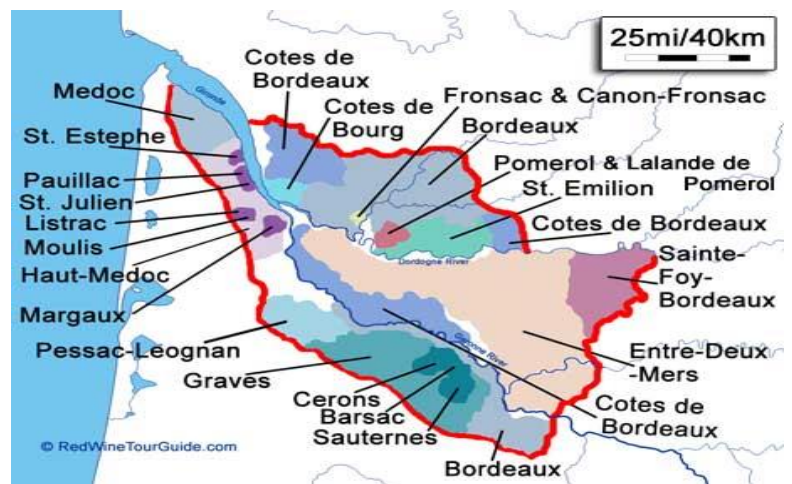 25mi/40km
Medoc
Cotes de
Bordeaux
Gironde
Fronsac & Canon-Fronsac
Cotes de
Bourg
Bordeaux
St. Estephe
Pomerol & Lalande de
Pomerol
Pauillac
St. Emilion
St. Julien
Listrac
Cotes de Bordeaux
Moulis
Dordogne River
Sainte-
Foy-
Bordeaux
Haut-Medoc
Margaux
Garonne River
Pessac-Leognan
Entre-Deux
-Mers
Graves
Cerons
Barsac
Sauternes
Cotes de
Bordeaux
Bordeaux
© RedWineTourGuide.com